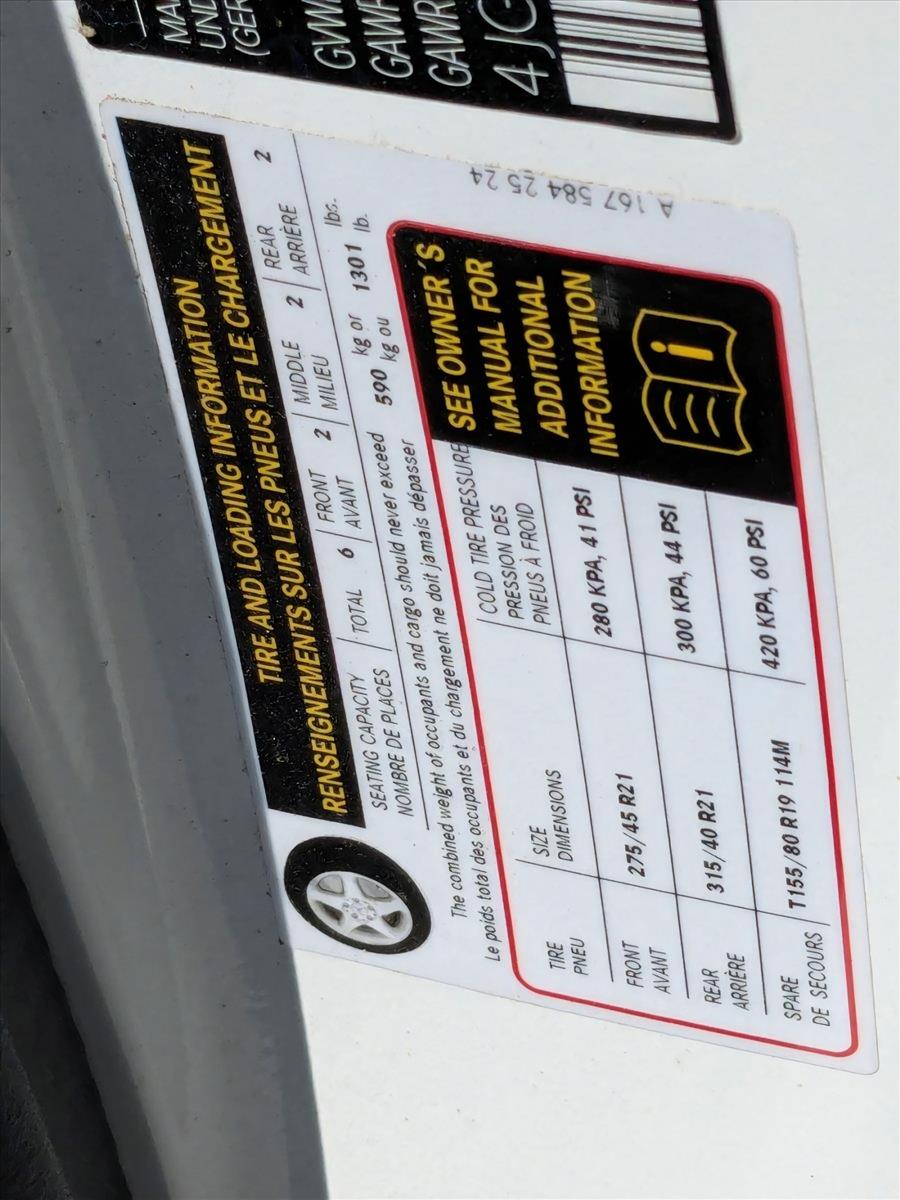 MA
UND
(GER
GVW
GAWR
GAWR
4JG
TIRE AND LOADING INFORMATION
RENSEIGNEMENTS SUR LES PNEUS ET LE CHARGEMENT
SEATING CAPACITY TOTAL 6 FRONT 2 MIDDLE 2 REAR 2
NOMBRE DE PLACES AVANT MILIEU ARRIÈRE
The combined weight of occupants and cargo should never exceed 590 kg or 1301 lbs.
Le poids total des occupants et du chargement ne doit jamais dépasser kg ou lb.
TIRE SIZE COLD TIRE PRESSURE
PNEU DIMENSIONS PRESSION DES
PNEUS À FROID
FRONT 275/45 R21 280 KPA, 41 PSI
AVANT
REAR 315/40 R21 300 KPA, 44 PSI
ARRIÈRE
SPARE T155/80 R19 114M 420 KPA, 60 PSI
DE SECOURS
SEE OWNER'S
MANUAL FOR
ADDITIONAL
INFORMATION
i
A 167 584 25 24